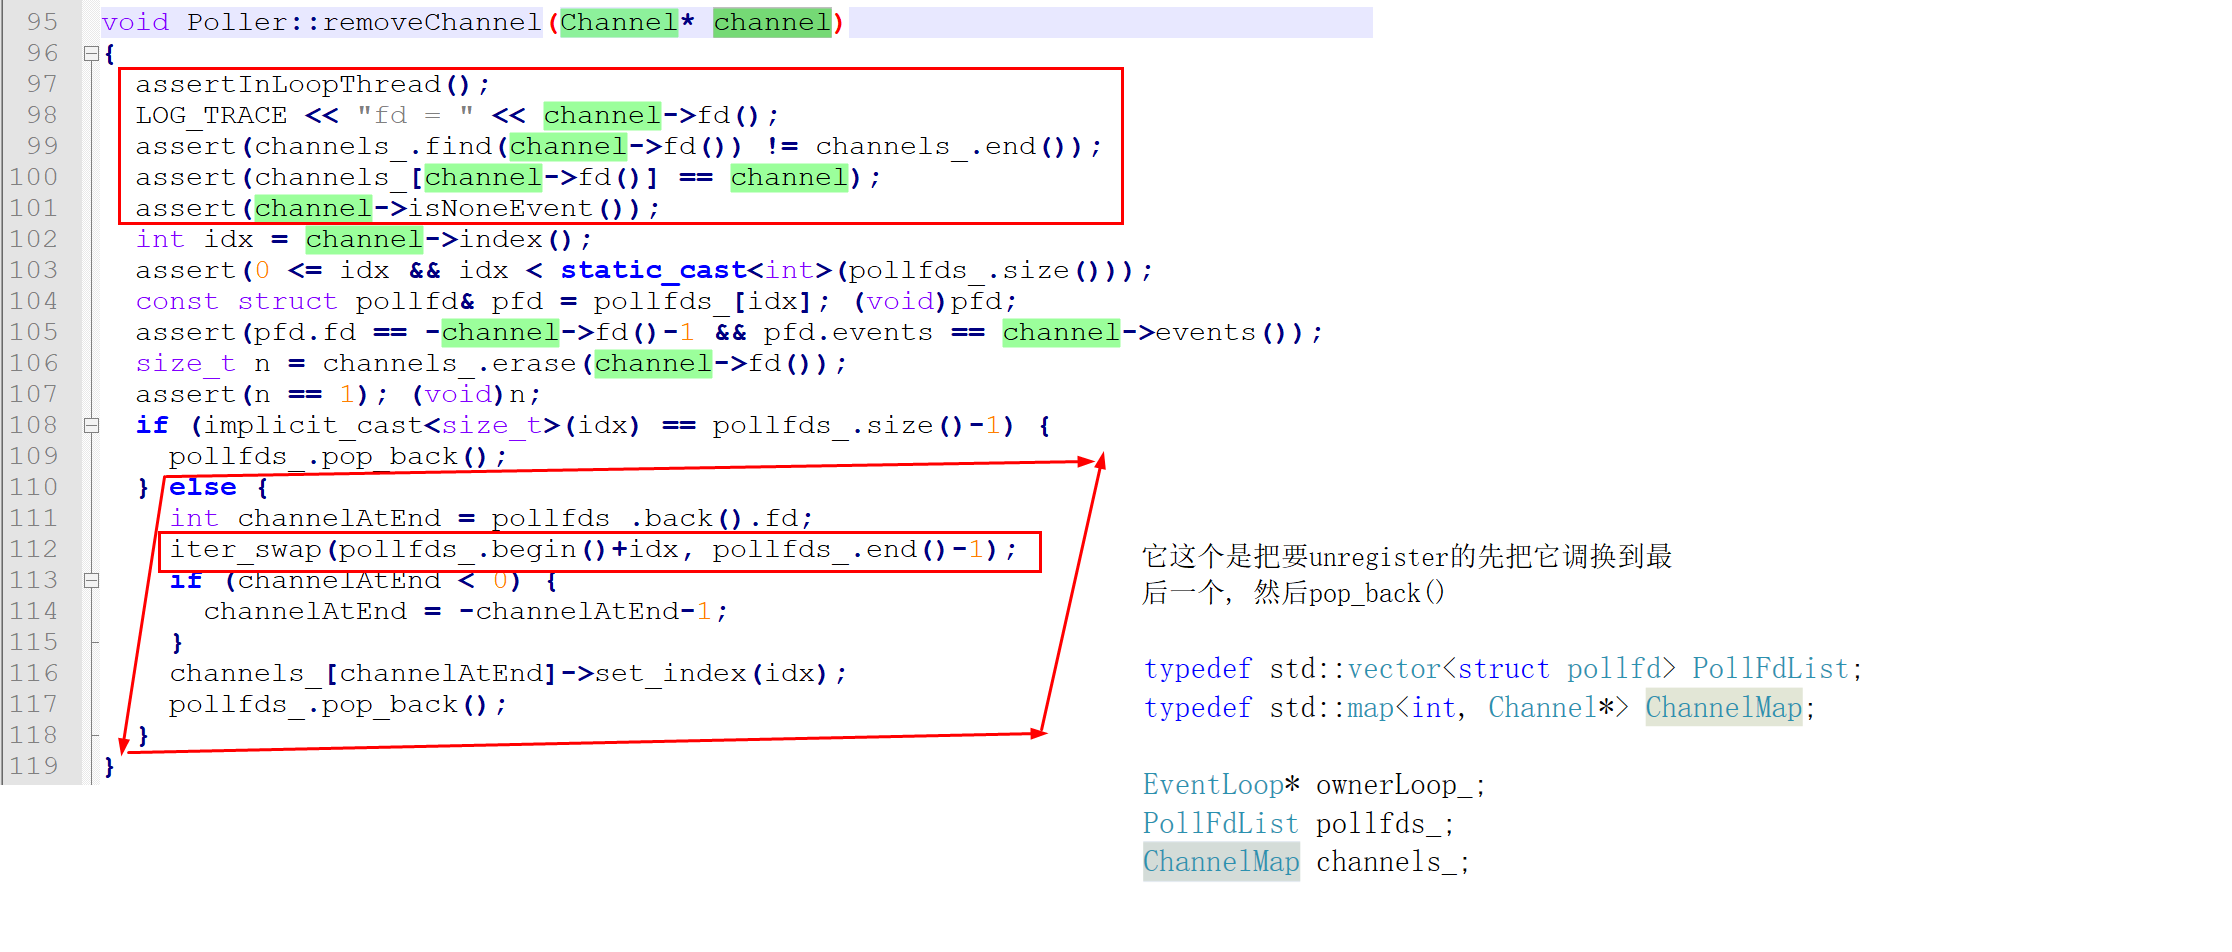 95 void Poller::removeChannel(Channel* channel)
96 {
97 assertInLoopThread();
98 LOG_TRACE << "fd = " << channel->fd();
99 assert(channels_.find(channel->fd()) != channels_.end());
100 assert(channels_[channel->fd()] == channel);
101 assert(channel->isNoneEvent());
102 int idx = channel->index();
103 assert(0 <= idx && idx < static_cast<int>(pollfds_.size()));
104 const struct pollfd& pfd = pollfds_[idx]; (void)pfd;
105 assert(pfd.fd == -channel->fd()-1 && pfd.events == channel->events());
106 size_t n = channels_.erase(channel->fd());
107 assert(n == 1); (void)n;
108 if (implicit_cast<size_t>(idx) == pollfds_.size()-1) {
109 pollfds_.pop_back();
110 } else {
111 int channelAtEnd = pollfds_.back().fd;
112 iter_swap(pollfds_.begin()+idx, pollfds_.end()-1);
113 if (channelAtEnd < 0) {
114 channelAtEnd = -channelAtEnd-1;
115 }
116 channels_[channelAtEnd]->set_index(idx);
117 pollfds_.pop_back();
118 }
119 }
它这个是把要unregister的先把它调换到最
后一个, 然后pop_back()
typedef std::vector<struct pollfd> PollFdList;
typedef std::map<int, Channel*> ChannelMap;
EventLoop* ownerLoop_;
PollFdList pollfds_;
ChannelMap channels_;